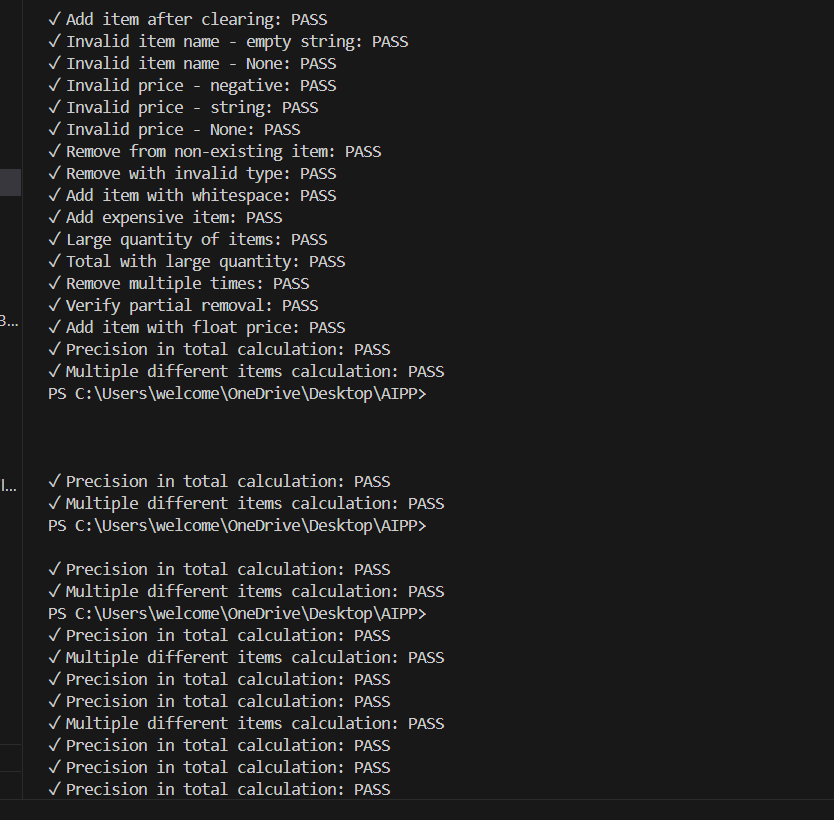 ✓ Add item after clearing: PASS
✓ Invalid item name - empty string: PASS
✓ Invalid item name - None: PASS
✓ Invalid price - negative: PASS
✓ Invalid price - string: PASS
✓ Invalid price - None: PASS
✓ Remove from non-existing item: PASS
✓ Remove with invalid type: PASS
✓ Add item with whitespace: PASS
✓ Add expensive item: PASS
✓ Large quantity of items: PASS
✓ Total with large quantity: PASS
✓ Remove multiple times: PASS
✓ Verify partial removal: PASS
3...
✓ Add item with float price: PASS
✓ Precision in total calculation: PASS
✓ Multiple different items calculation: PASS
PS C:\Users\welcome\OneDrive\Desktop\AIPP>
✓ Precision in total calculation: PASS
l...
✓ Multiple different items calculation: PASS
PS C:\Users\welcome\OneDrive\Desktop\AIPP>
✓ Precision in total calculation: PASS
✓ Multiple different items calculation: PASS
PS C:\Users\welcome\OneDrive\Desktop\AIPP>
✓ Precision in total calculation: PASS
✓ Multiple different items calculation: PASS
✓ Precision in total calculation: PASS
✓ Precision in total calculation: PASS
✓ Multiple different items calculation: PASS
✓ Precision in total calculation: PASS
✓ Precision in total calculation: PASS
✓ Precision in total calculation: PASS